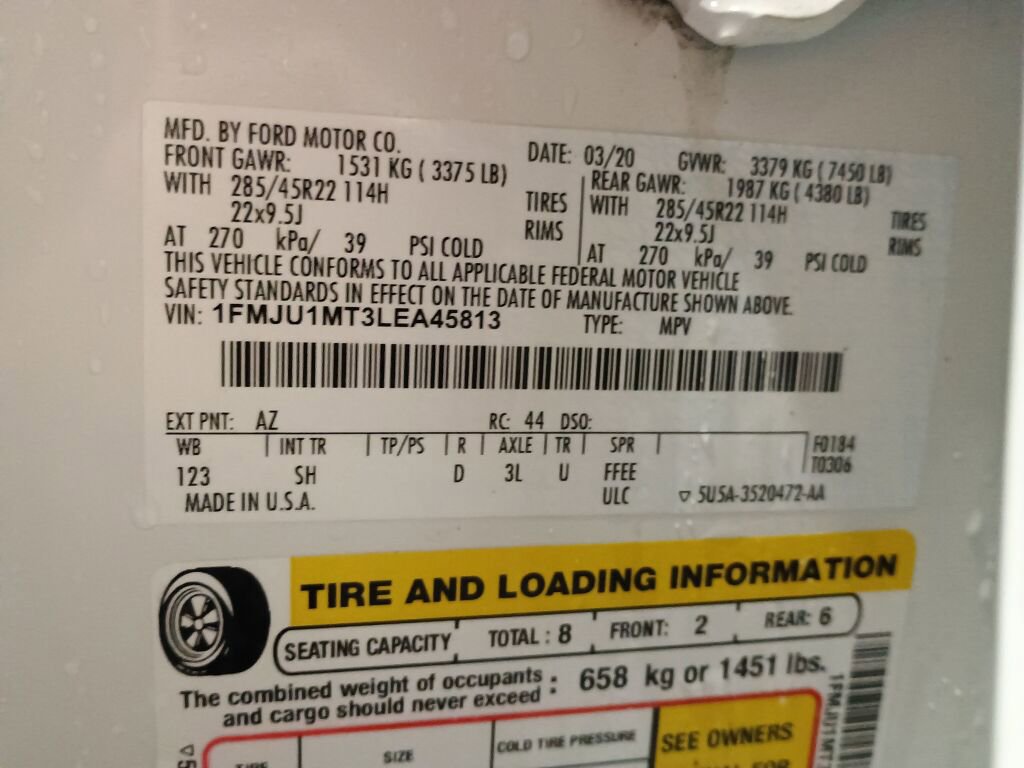 MFD. BY FORD MOTOR CO. DATE: 03/20 GVWR: 3379 KG ( 7450 LB)
FRONT GAWR: 1531 KG ( 3375 LB) REAR GAWR: 1987 KG ( 4380 LB)
WITH 285/45R22 114H TIRES WITH 285/45R22 114H TIRES
22x9.5J RIMS 22x9.5J RIMS
AT 270 kPa/ 39 PSI COLD AT 270 kPa/ 39 PSI COLD
THIS VEHICLE CONFORMS TO ALL APPLICABLE FEDERAL MOTOR VEHICLE
SAFETY STANDARDS IN EFFECT ON THE DATE OF MANUFACTURE SHOWN ABOVE.
VIN: 1FMJU1MT3LEA45813 TYPE: MPV
EXT PNT: AZ RC: 44 DSO:
WB INT TR TP/PS R AXLE TR SPR F0184
123 SH D 3L U FFEE T0306
MADE IN U.S.A. ULC ▽ 5U5A-3520472-AA
TIRE AND LOADING INFORMATION
SEATING CAPACITY TOTAL : 8 FRONT: 2 REAR: 6
The combined weight of occupants
and cargo should never exceed : 658 kg or 1451 lbs.
TIRE SIZE COLD TIRE PRESSURE SEE OWNERS
1FMJU1MT